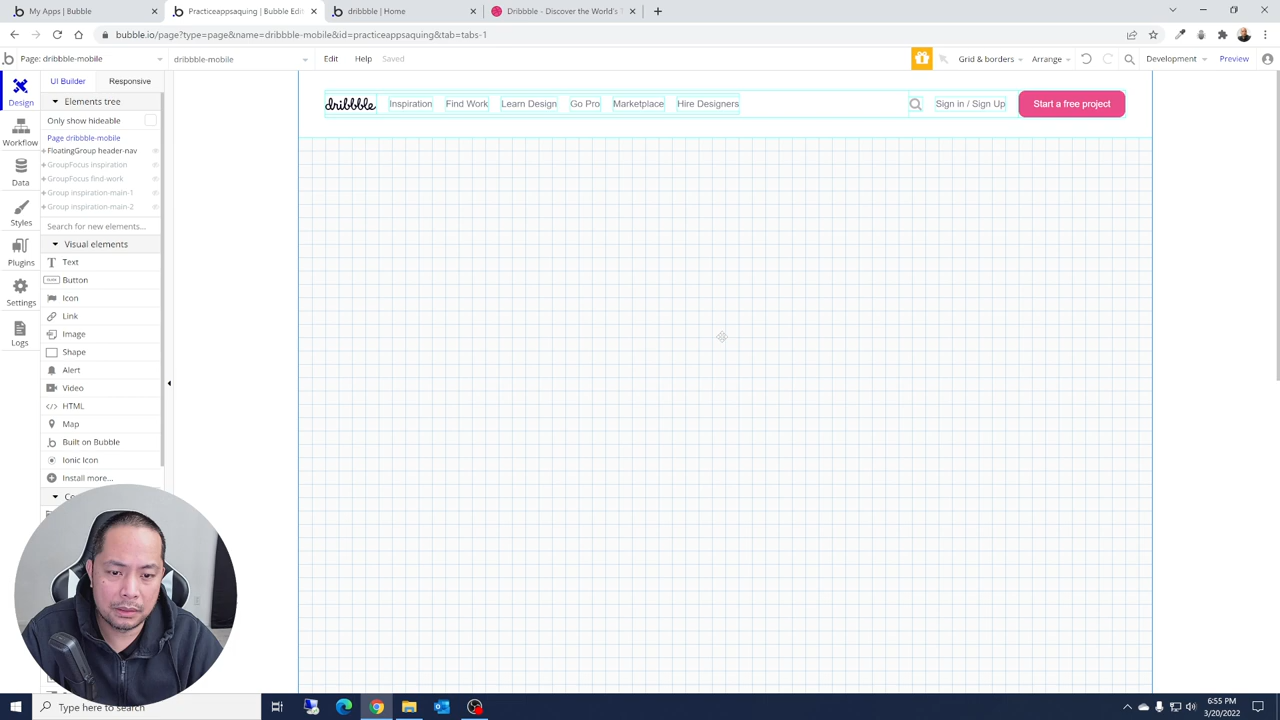 My Apps | Bubble
Practiceappsaquing | Bubble Edit
dribbble | Home
Dribbble - Discover the World's T
bubble.io/page?type=page&name=dribbble-mobile&id=practiceappsaquing&tab=tabs-1
Page: dribbble-mobile
dribbble-mobile
Edit
Help
Saved
Grid & borders
Arrange
Development
Preview
Design
Workflow
Data
Styles
Plugins
Settings
Logs
UI Builder
Responsive
Elements tree
Only show hideable
Page dribbble-mobile
FloatingGroup header-nav
GroupFocus inspiration
GroupFocus find-work
Group inspiration-main-1
Group inspiration-main-2
Search for new elements...
Visual elements
Text
Button
Icon
Link
Image
Shape
Alert
Video
HTML
Map
Built on Bubble
Ionic Icon
Install more...
dribbble
Inspiration
Find Work
Learn Design
Go Pro
Marketplace
Hire Designers
Sign in / Sign Up
Start a free project
Type here to search
6:55 PM
3/20/2022